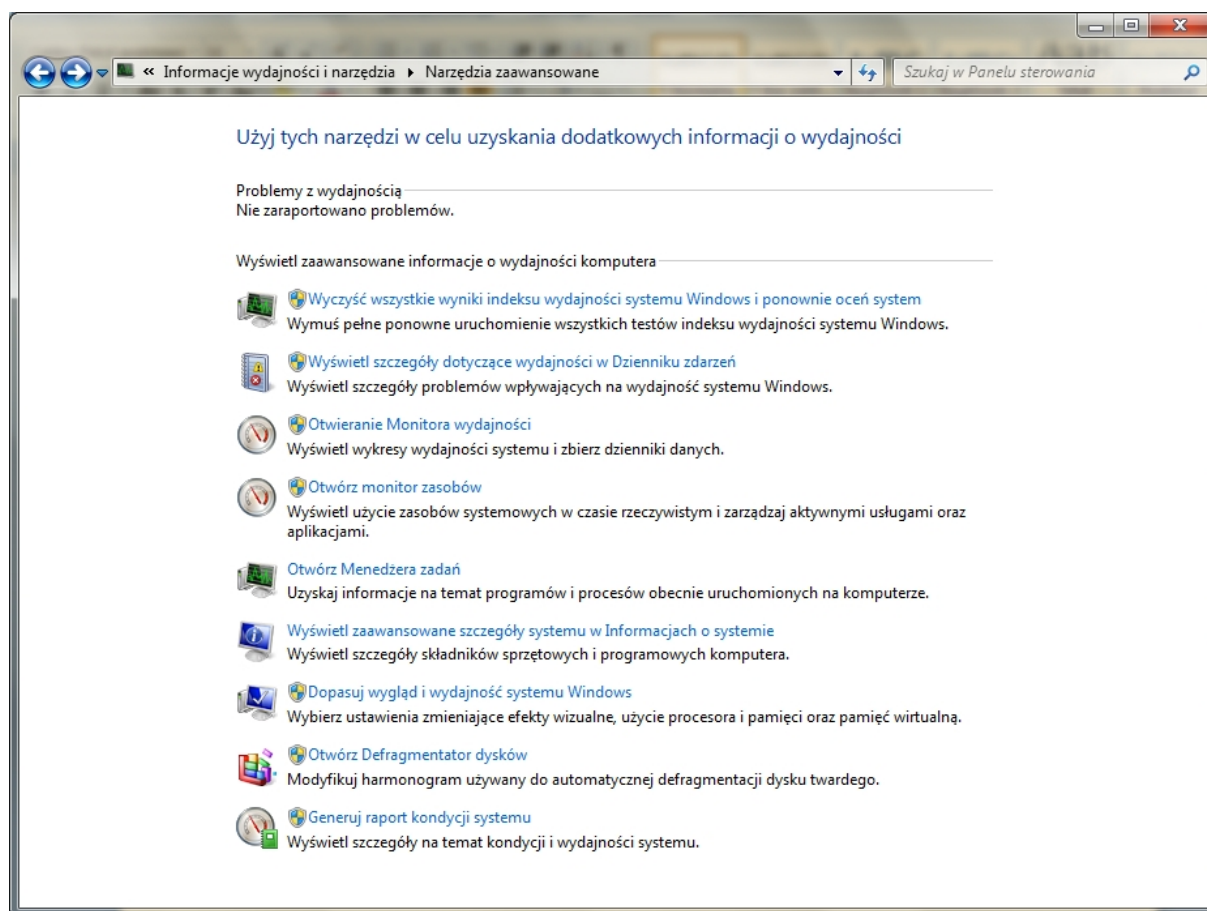 « Informacje wydajności i narzędzia ▸ Narzędzia zaawansowane
Szukaj w Panelu sterowania
Użyj tych narzędzi w celu uzyskania dodatkowych informacji o wydajności
Problemy z wydajnością
Nie zaraportowano problemów.
Wyświetl zaawansowane informacje o wydajności komputera
Wyczyść wszystkie wyniki indeksu wydajności systemu Windows i ponownie oceń system
Wymuś pełne ponowne uruchomienie wszystkich testów indeksu wydajności systemu Windows.
Wyświetl szczegóły dotyczące wydajności w Dzienniku zdarzeń
Wyświetl szczegóły problemów wpływających na wydajność systemu Windows.
Otwieranie Monitora wydajności
Wyświetl wykresy wydajności systemu i zbierz dzienniki danych.
Otwórz monitor zasobów
Wyświetl użycie zasobów systemowych w czasie rzeczywistym i zarządzaj aktywnymi usługami oraz
aplikacjami.
Otwórz Menedżera zadań
Uzyskaj informacje na temat programów i procesów obecnie uruchomionych na komputerze.
Wyświetl zaawansowane szczegóły systemu w Informacjach o systemie
Wyświetl szczegóły składników sprzętowych i programowych komputera.
Dopasuj wygląd i wydajność systemu Windows
Wybierz ustawienia zmieniające efekty wizualne, użycie procesora i pamięci oraz pamięć wirtualną.
Otwórz Defragmentator dysków
Modyfikuj harmonogram używany do automatycznej defragmentacji dysku twardego.
Generuj raport kondycji systemu
Wyświetl szczegóły na temat kondycji i wydajności systemu.